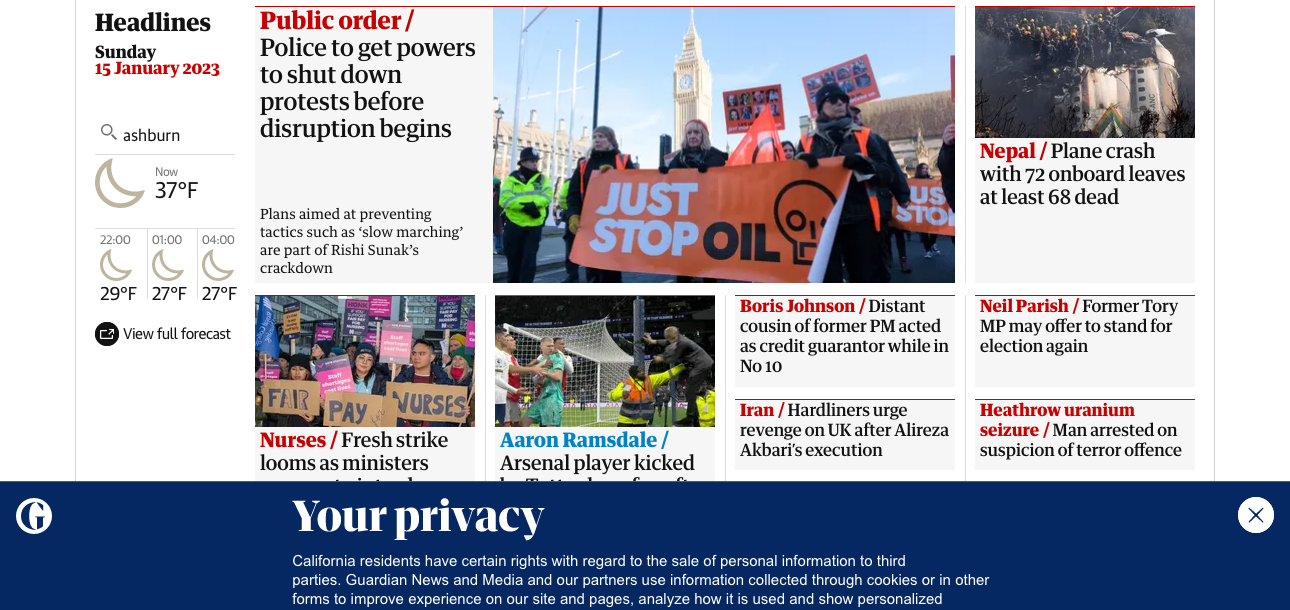 Headlines
Sunday
15 January 2023
ashburn
Now
37°F
22:00
01:00
04:00
29°F
27°F
27°F
View full forecast
Public order /
Police to get powers
to shut down
protests before
disruption begins
Plans aimed at preventing
tactics such as ‘slow marching’
are part of Rishi Sunak’s
crackdown
JUST
STOP OIL
JUST
STOP
Nepal / Plane crash
with 72 onboard leaves
at least 68 dead
FAIR
PAY
NURSES
Staff
shortages
cost lives
Nurses / Fresh strike
looms as ministers
Aaron Ramsdale /
Arsenal player kicked
Boris Johnson / Distant
cousin of former PM acted
as credit guarantor while in
No 10
Neil Parish / Former Tory
MP may offer to stand for
election again
Iran / Hardliners urge
revenge on UK after Alireza
Akbari’s execution
Heathrow uranium
seizure / Man arrested on
suspicion of terror offence
Your privacy
California residents have certain rights with regard to the sale of personal information to third
parties. Guardian News and Media and our partners use information collected through cookies or in other
forms to improve experience on our site and pages, analyze how it is used and show personalized